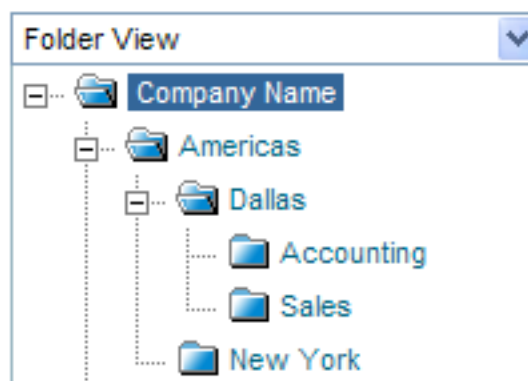 Folder View
Company Name
Americas
Dallas
Accounting
Sales
New York